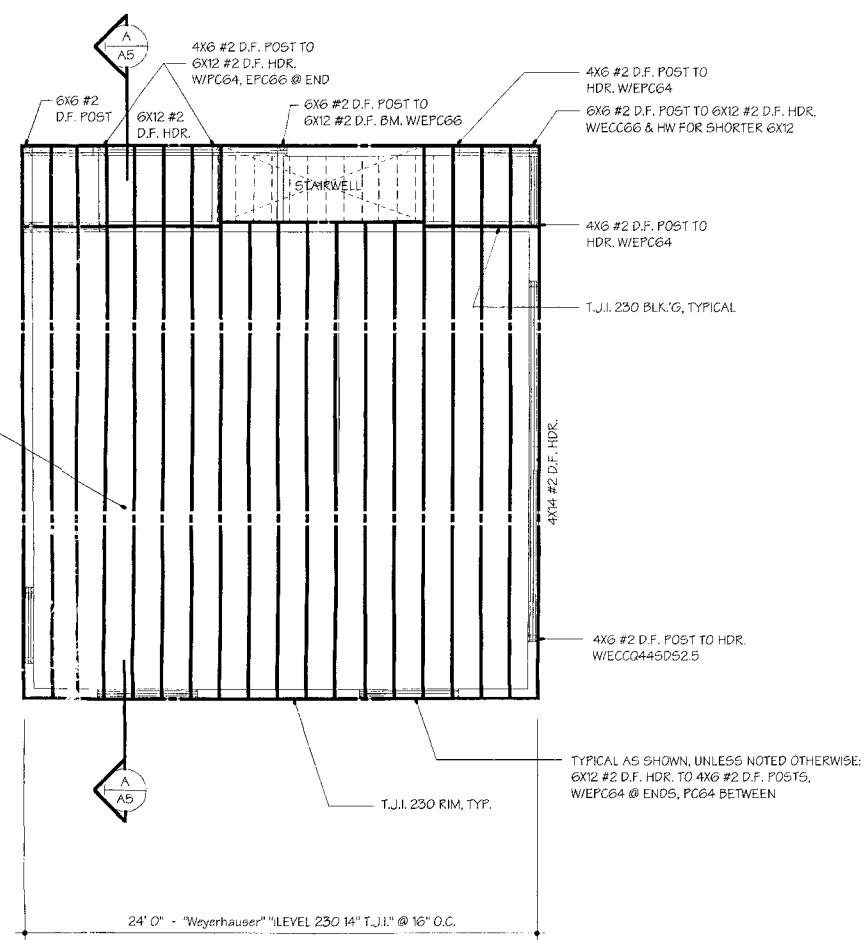 A
A5
4X6 #2 D.F. POST TO
6X12 #2 D.F. HDR.
W/PC64, EPC66 @ END
6X6 #2
D.F. POST
6X12 #2
D.F. HDR.
6X6 #2 D.F. POST TO
6X12 #2 D.F. BM. W/EPC66
4X6 #2 D.F. POST TO
HDR. W/EPC64
6X6 #2 D.F. POST TO 6X12 #2 D.F. HDR.
W/ECC66 & HW FOR SHORTER 6X12
STAIRWELL
4X6 #2 D.F. POST TO
HDR. W/EPC64
T.J.I. 230 BLK.'G, TYPICAL
4X14 #2 D.F. HDR.
4X6 #2 D.F. POST TO HDR.
W/ECCQ44SDS2.5
A
A5
TYPICAL AS SHOWN, UNLESS NOTED OTHERWISE:
6X12 #2 D.F. HDR. TO 4X6 #2 D.F. POSTS,
W/EPC64 @ ENDS, PC64 BETWEEN
T.J.I. 230 RIM, TYP.
24' 0" - "Weyerhauser" "iLEVEL 230 14" T.J.I." @ 16" O.C.